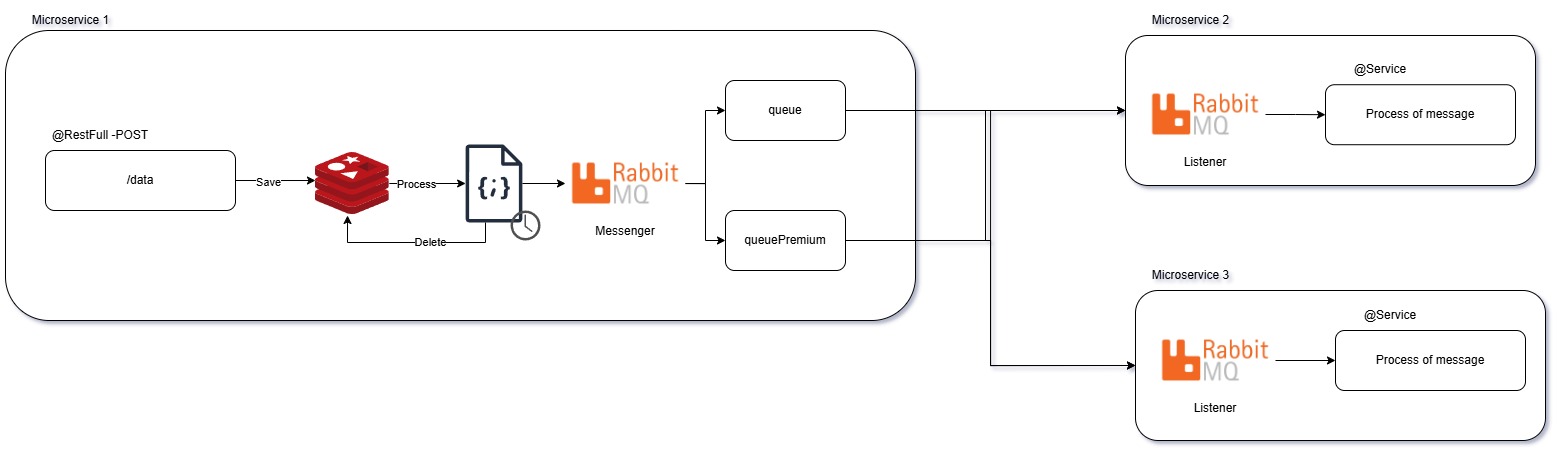 Microservice 1
@RestFull -POST
/data
Save
Process
{;}
Delete
Rabbit
MQ
Messenger
queue
queuePremium
Microservice 2
Rabbit
MQ
Listener
@Service
Process of message
Microservice 3
Rabbit
MQ
Listener
@Service
Process of message